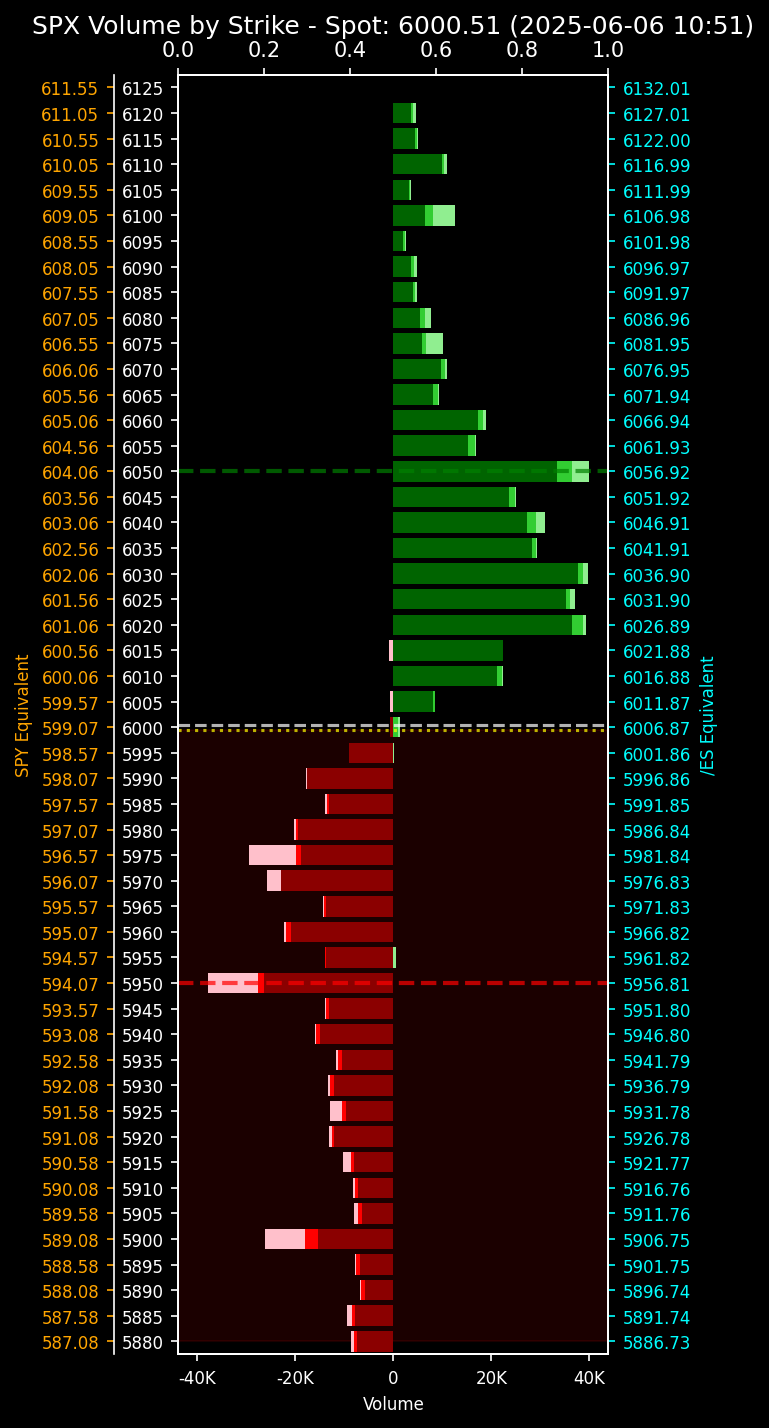 SPX Volume by Strike - Spot: 6000.51 (2025-06-06 10:51)
0.0 0.2 0.4 0.6 0.8 1.0
611.55 6125 6132.01
611.05 6120 6127.01
610.55 6115 6122.00
610.05 6110 6116.99
609.55 6105 6111.99
609.05 6100 6106.98
608.55 6095 6101.98
608.05 6090 6096.97
607.55 6085 6091.97
607.05 6080 6086.96
606.55 6075 6081.95
606.06 6070 6076.95
605.56 6065 6071.94
605.06 6060 6066.94
604.56 6055 6061.93
604.06 6050 6056.92
603.56 6045 6051.92
603.06 6040 6046.91
602.56 6035 6041.91
602.06 6030 6036.90
601.56 6025 6031.90
601.06 6020 6026.89
600.56 6015 6021.88
600.06 6010 6016.88
599.57 6005 6011.87
599.07 6000 6006.87
598.57 5995 6001.86
598.07 5990 5996.86
597.57 5985 5991.85
597.07 5980 5986.84
596.57 5975 5981.84
596.07 5970 5976.83
595.57 5965 5971.83
595.07 5960 5966.82
594.57 5955 5961.82
594.07 5950 5956.81
593.57 5945 5951.80
593.08 5940 5946.80
592.58 5935 5941.79
592.08 5930 5936.79
591.58 5925 5931.78
591.08 5920 5926.78
590.58 5915 5921.77
590.08 5910 5916.76
589.58 5905 5911.76
589.08 5900 5906.75
588.58 5895 5901.75
588.08 5890 5896.74
587.58 5885 5891.74
587.08 5880 5886.73
SPY Equivalent
/ES Equivalent
-40K -20K 0 20K 40K
Volume